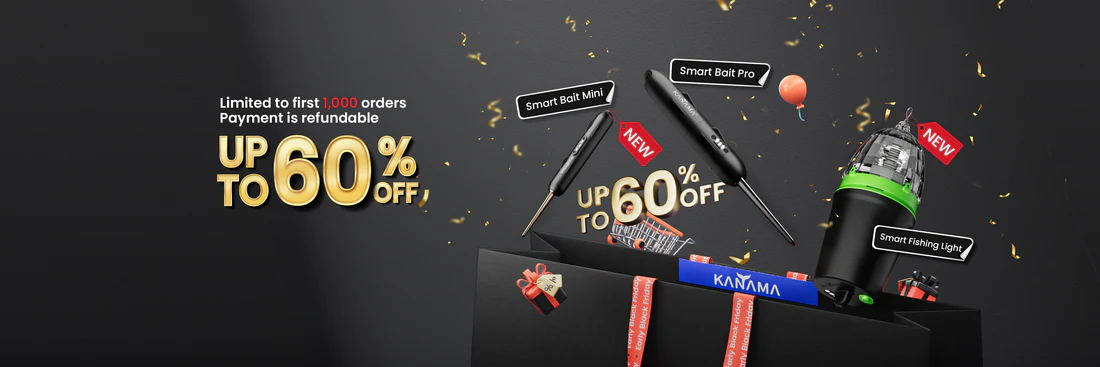 Limited to first 1,000 orders
Payment is refundable
UP TO 60% OFF
Smart Bait Mini
Smart Bait Pro
KANAMA
NEW
NEW
UP TO 60% OFF
Smart Fishing Light
KANAMA
Early Black Friday
Early Black Friday